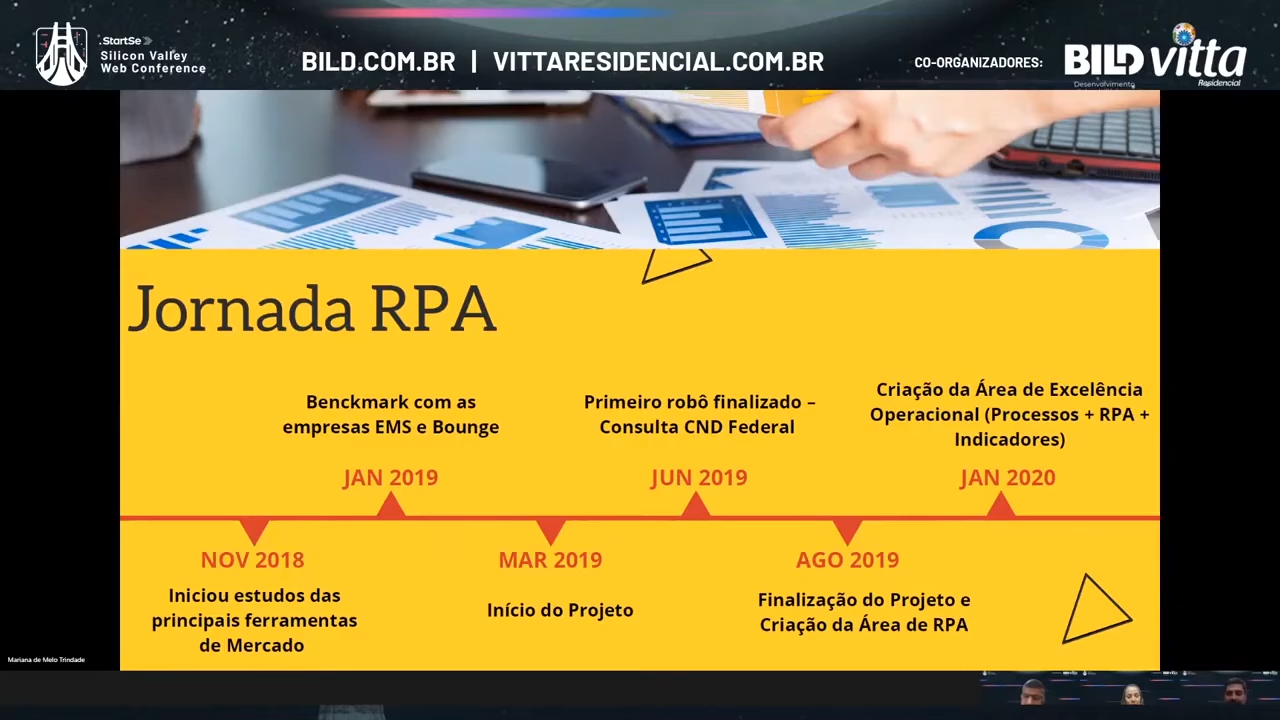 .StartSe
Silicon Valley
Web Conference
BILD.COM.BR | VITTARESIDENCIAL.COM.BR
CO-ORGANIZADORES:
BILD
Desenvolvimento
vitta
Residencial
Jornada RPA
Benckmark com as
empresas EMS e Bounge
JAN 2019
Primeiro robô finalizado –
Consulta CND Federal
JUN 2019
Criação da Área de Excelência
Operacional (Processos + RPA +
Indicadores)
JAN 2020
NOV 2018
Iniciou estudos das
principais ferramentas
de Mercado
MAR 2019
Início do Projeto
AGO 2019
Finalização do Projeto e
Criação da Área de RPA
Mariana de Melo Trindade